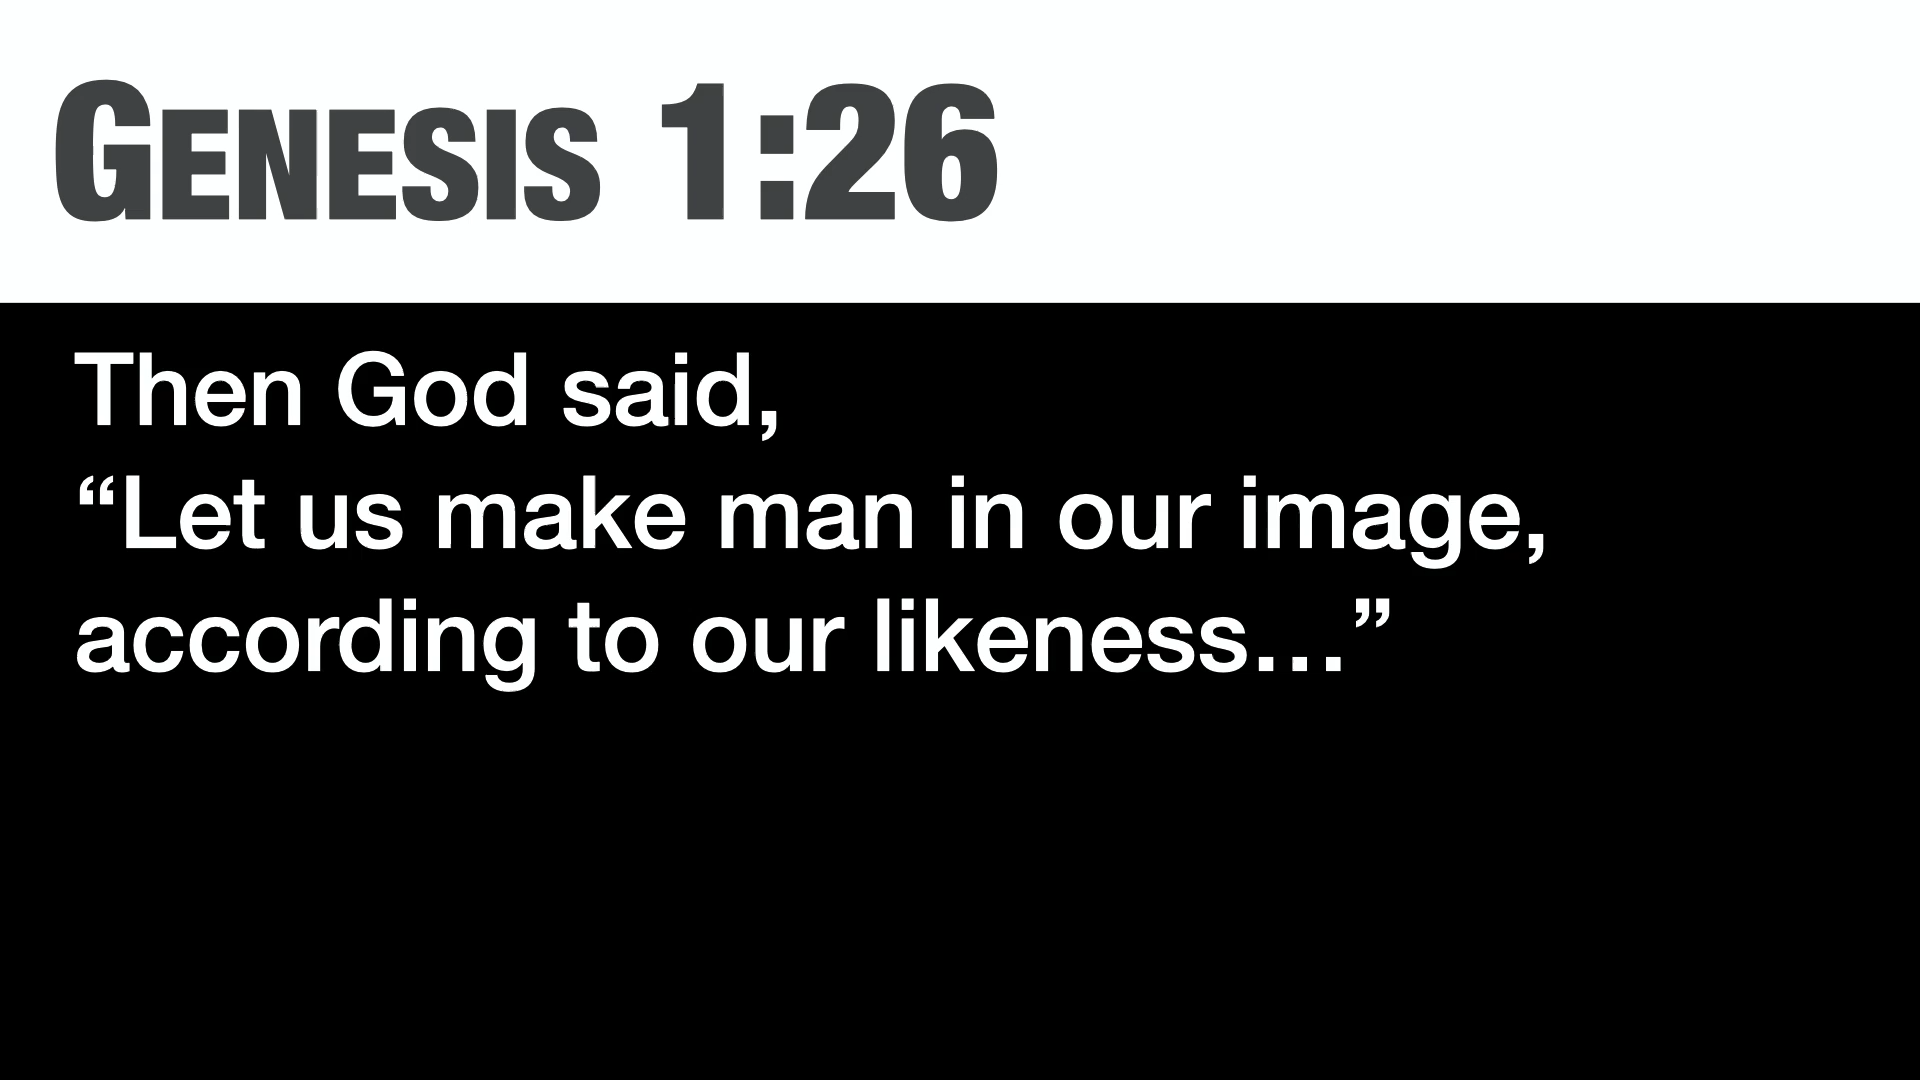 Genesis 1:26
Then God said,
“Let us make man in our image,
according to our likeness…”